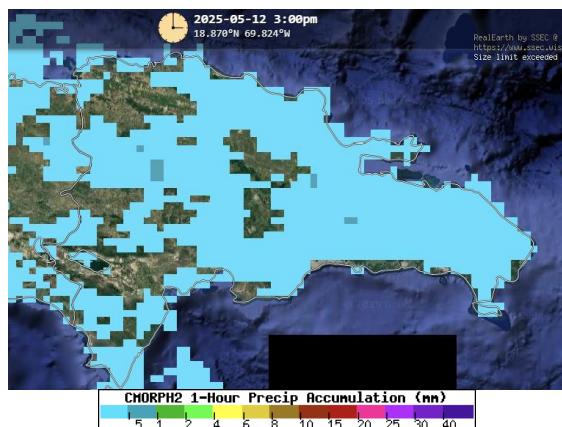 2025-05-12 3:00pm
18.870°N 69.824°W
RealEarth by SSEC @
https://www.ssec.wis
Size limit exceeded
CMORPH2 1-Hour Precip Accumulation (mm)
.5 1 2 4 6 8 10 15 20 25 30 40